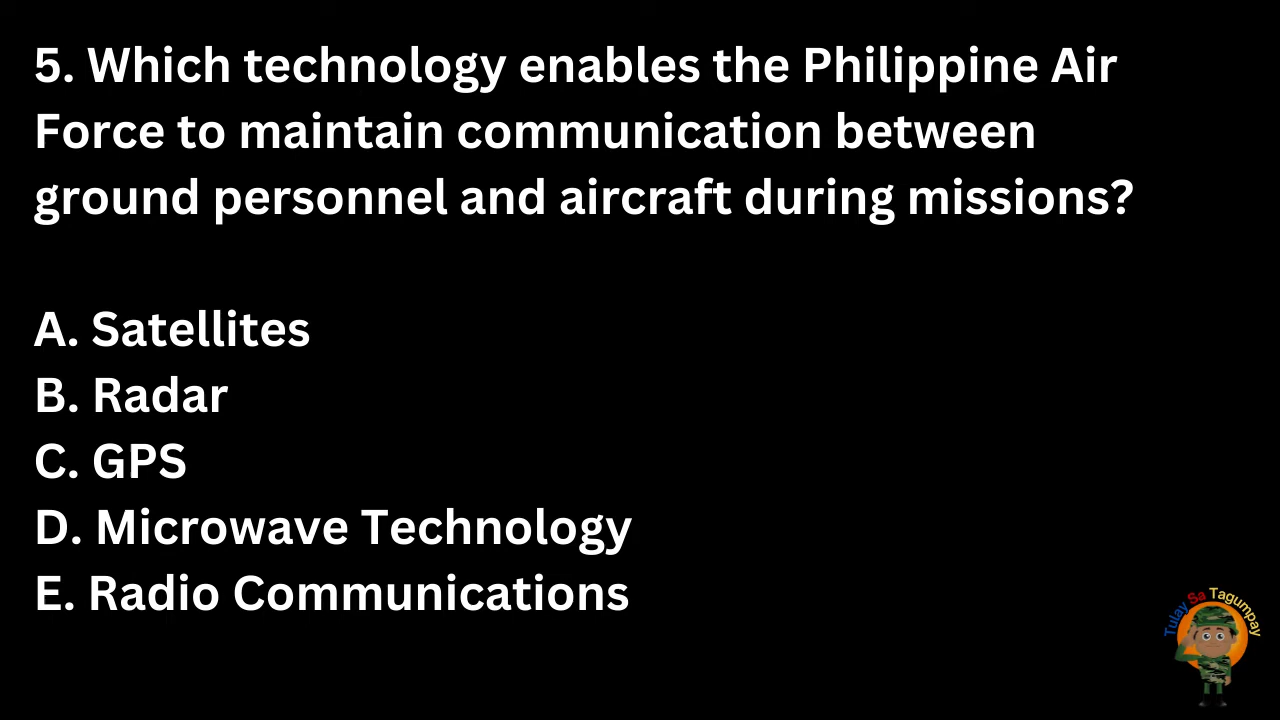 5. Which technology enables the Philippine Air
Force to maintain communication between
ground personnel and aircraft during missions?
A. Satellites
B. Radar
C. GPS
D. Microwave Technology
E. Radio Communications
Tulay Sa Tagumpay